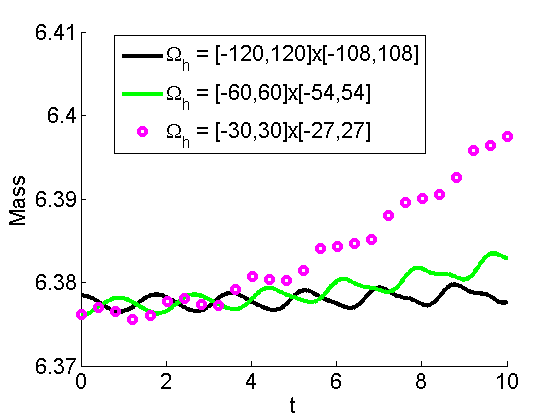 6.41
6.4
6.39
6.38
6.37
Mass
Ωh = [-120,120]x[-108,108]
Ωh = [-60,60]x[-54,54]
Ωh = [-30,30]x[-27,27]
0 2 4 6 8 10
t